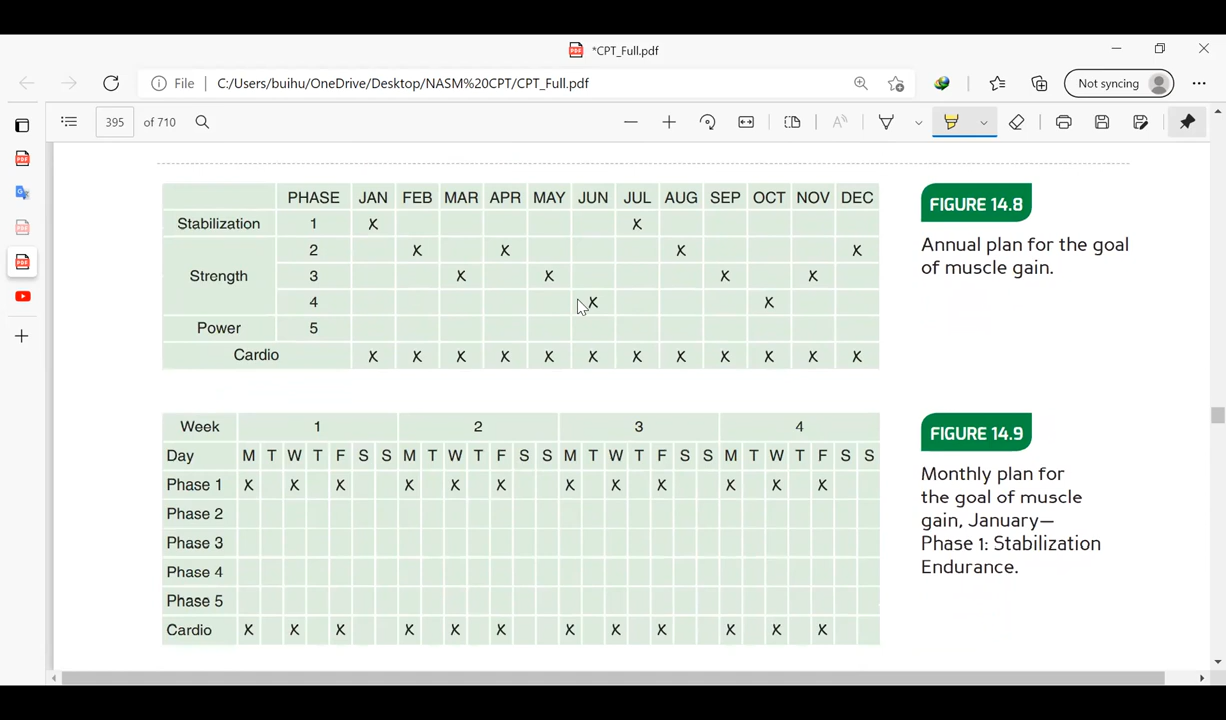 *CPT_Full.pdf
File C:/Users/buihu/OneDrive/Desktop/NASM%20CPT/CPT_Full.pdf Not syncing
395 of 710
PHASE JAN FEB MAR APR MAY JUN JUL AUG SEP OCT NOV DEC
Stabilization 1 X X
2 X X X X
Strength 3 X X X X
4 X X
Power 5
Cardio X X X X X X X X X X X X
FIGURE 14.8
Annual plan for the goal
of muscle gain.
Week 1 2 3 4
Day M T W T F S S M T W T F S S M T W T F S S M T W T F S S
Phase 1 X X X X X X X X X X X X
Phase 2
Phase 3
Phase 4
Phase 5
Cardio X X X X X X X X X X X X
FIGURE 14.9
Monthly plan for
the goal of muscle
gain, January—
Phase 1: Stabilization
Endurance.